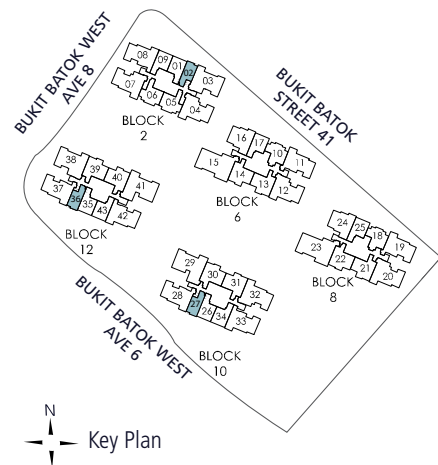 BUKIT BATOK WEST
AVE 8
08 09 01 02 03
07 06 05 04
BLOCK
2
BUKIT BATOK
STREET 41
16 17 10 11
15 14 13 12
BLOCK
6
38 39 40 41
37 36 35 43 42
BLOCK
12
24 25 18 19
23 22 21 20
BLOCK
8
29 30 31 32
28 27 26 34 33
BLOCK
10
BUKIT BATOK WEST
AVE 6
N
Key Plan